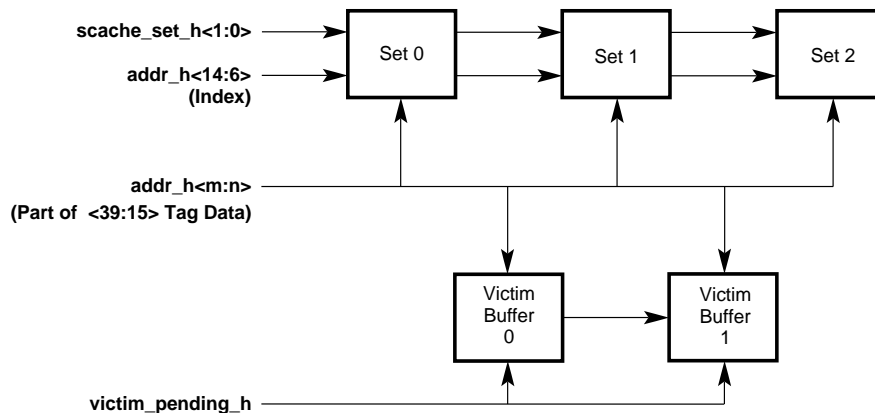 scache_set_h<1:0>
Set 0
Set 1
Set 2
addr_h<14:6>
(Index)
addr_h<m:n>
(Part of <39:15> Tag Data)
Victim
Buffer
0
Victim
Buffer
1
victim_pending_h